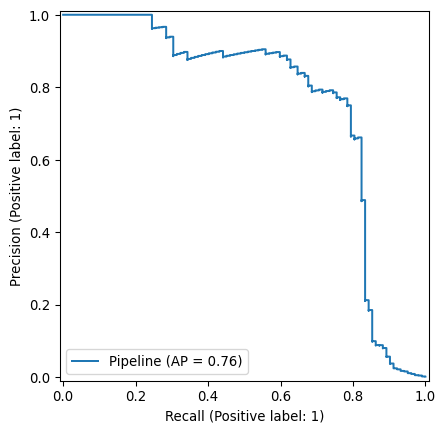 1.0
0.8
0.6
0.4
0.2
0.0
Precision (Positive label: 1)
Pipeline (AP = 0.76)
0.0 0.2 0.4 0.6 0.8 1.0
Recall (Positive label: 1)